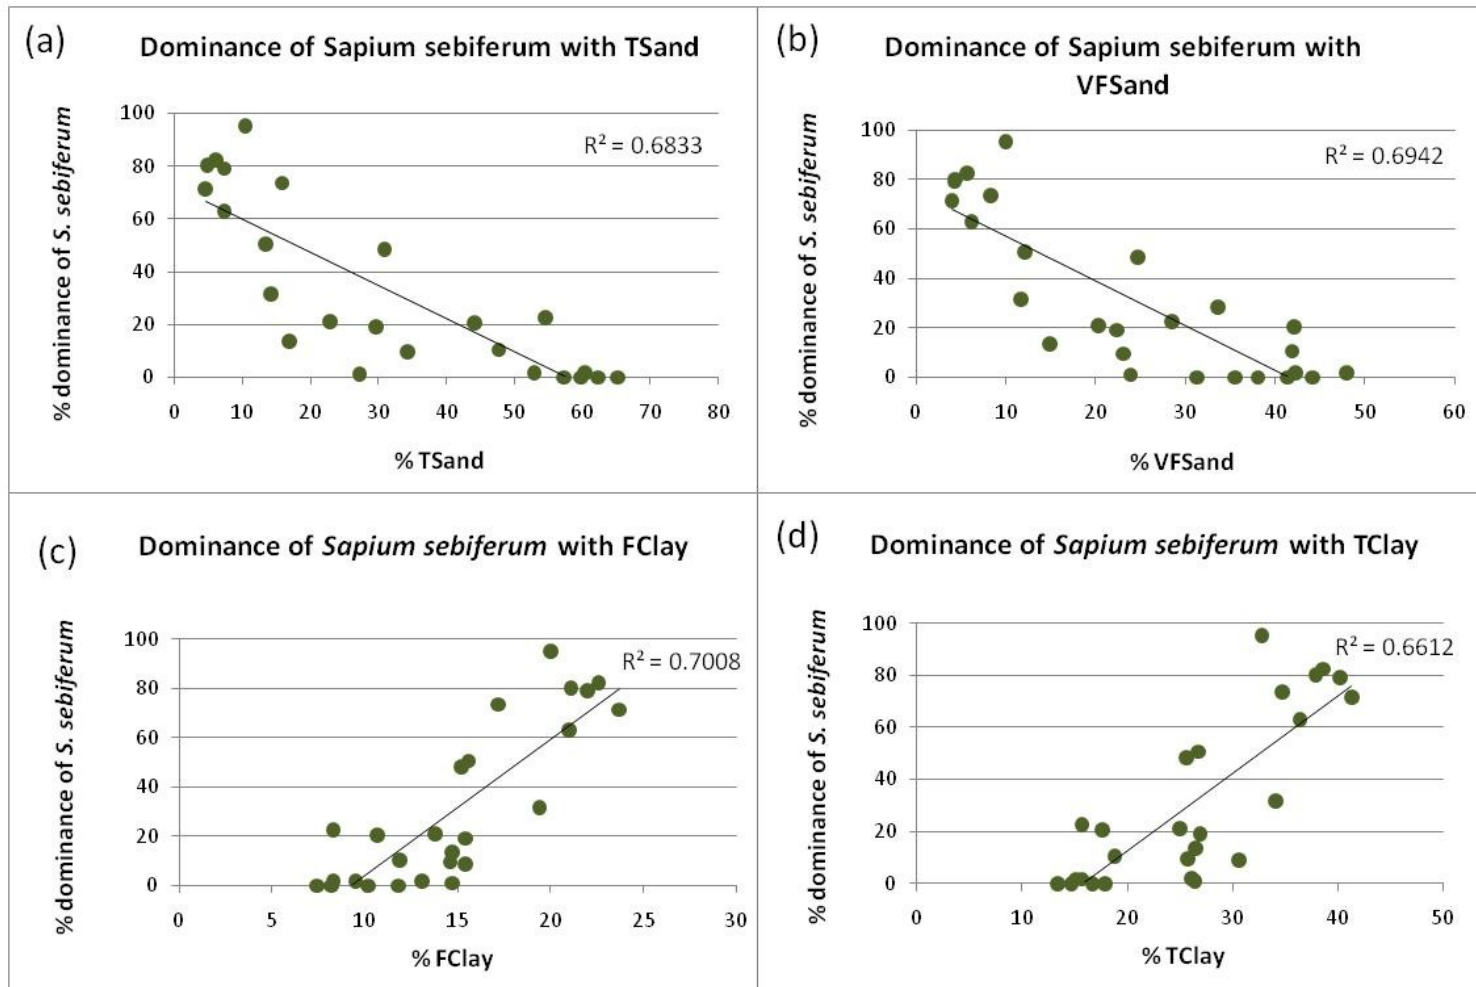 (a)
Dominance of Sapium sebiferum with TSand
% dominance of S. sebiferum
100
80
60
40
20
0
R² = 0.6833
0 10 20 30 40 50 60 70 80
% TSand
(b)
Dominance of Sapium sebiferum with
VFSand
% dominance of S. sebiferum
100
80
60
40
20
0
R² = 0.6942
0 10 20 30 40 50 60
% VFSand
(c)
Dominance of Sapium sebiferum with FClay
% dominance of S. sebiferum
100
80
60
40
20
0
R² = 0.7008
0 5 10 15 20 25 30
% FClay
(d)
Dominance of Sapium sebiferum with TClay
% dominance of S. sebiferum
100
80
60
40
20
0
R² = 0.6612
0 10 20 30 40 50
% TClay